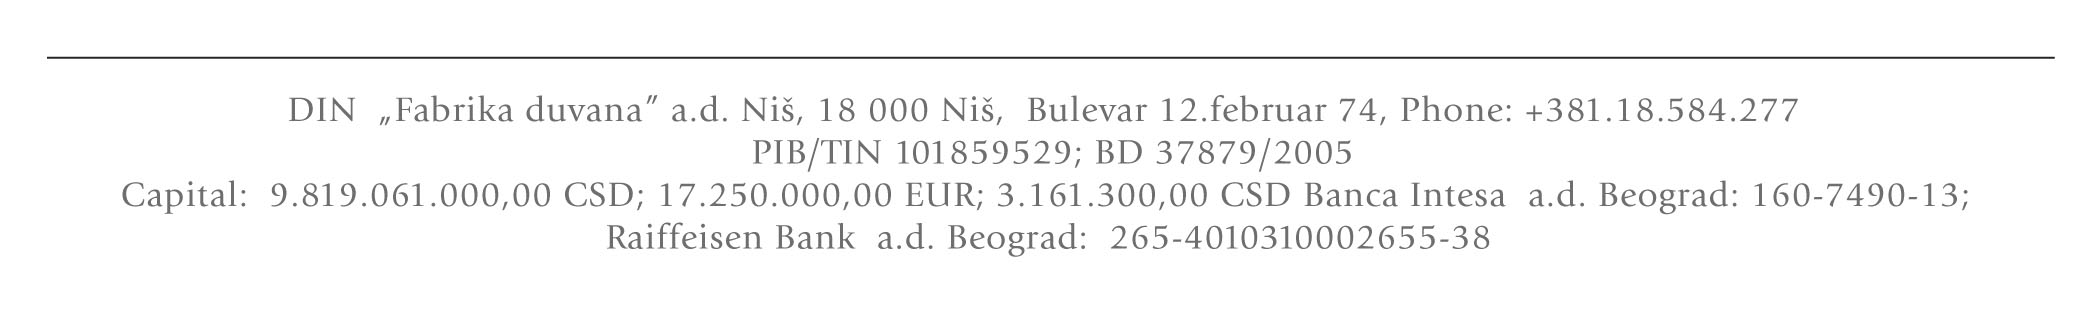 DIN „Fabrika duvana” a.d. Niš, 18 000 Niš, Bulevar 12.februar 74, Phone: +381.18.584.277
PIB/TIN 101859529; BD 37879/2005
Capital: 9.819.061.000,00 CSD; 17.250.000,00 EUR; 3.161.300,00 CSD Banca Intesa a.d. Beograd: 160-7490-13;
Raiffeisen Bank a.d. Beograd: 265-4010310002655-38